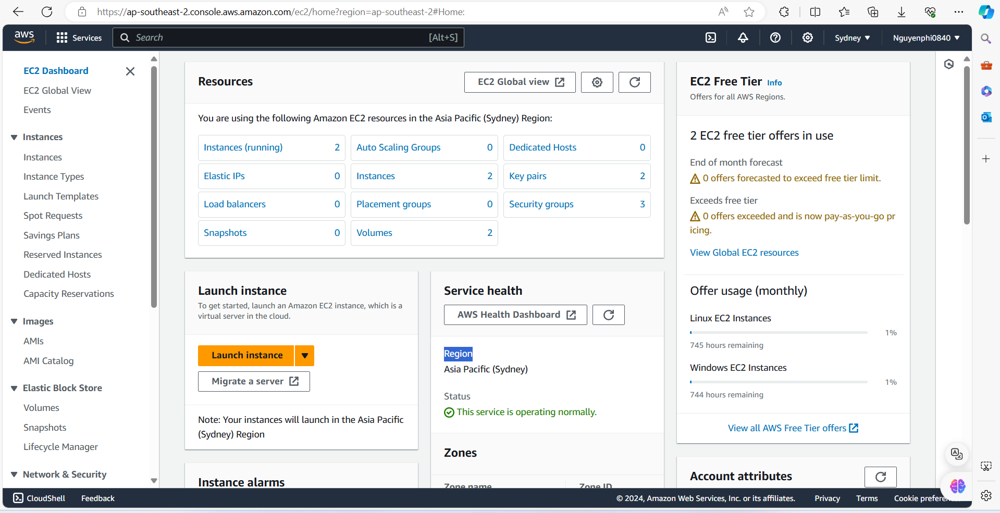 https://ap-southeast-2.console.aws.amazon.com/ec2/home?region=ap-southeast-2#Home:
aws
Services
Search
[Alt+S]
Sydney
Nguyenphi0840
EC2 Dashboard
EC2 Global View
Events
Instances
Instances
Instance Types
Launch Templates
Spot Requests
Savings Plans
Reserved Instances
Dedicated Hosts
Capacity Reservations
Images
AMIs
AMI Catalog
Elastic Block Store
Volumes
Snapshots
Lifecycle Manager
Network & Security
Resources
EC2 Global view
You are using the following Amazon EC2 resources in the Asia Pacific (Sydney) Region:
Instances (running) 2
Auto Scaling Groups 0
Dedicated Hosts 0
Elastic IPs 0
Instances 2
Key pairs 2
Load balancers 0
Placement groups 0
Security groups 3
Snapshots 0
Volumes 2
Launch instance
To get started, launch an Amazon EC2 instance, which is a
virtual server in the cloud.
Launch instance
Migrate a server
Note: Your instances will launch in the Asia Pacific
(Sydney) Region
Instance alarms
Service health
AWS Health Dashboard
Region
Asia Pacific (Sydney)
Status
This service is operating normally.
Zones
Zone name
Zone ID
EC2 Free Tier Info
Offers for all AWS Regions.
2 EC2 free tier offers in use
End of month forecast
0 offers forecasted to exceed free tier limit.
Exceeds free tier
0 offers exceeded and is now pay-as-you-go pr
icing.
View Global EC2 resources
Offer usage (monthly)
Linux EC2 Instances
1%
745 hours remaining
Windows EC2 Instances
1%
744 hours remaining
View all AWS Free Tier offers
Account attributes
CloudShell
Feedback
© 2024, Amazon Web Services, Inc. or its affiliates.
Privacy
Terms
Cookie